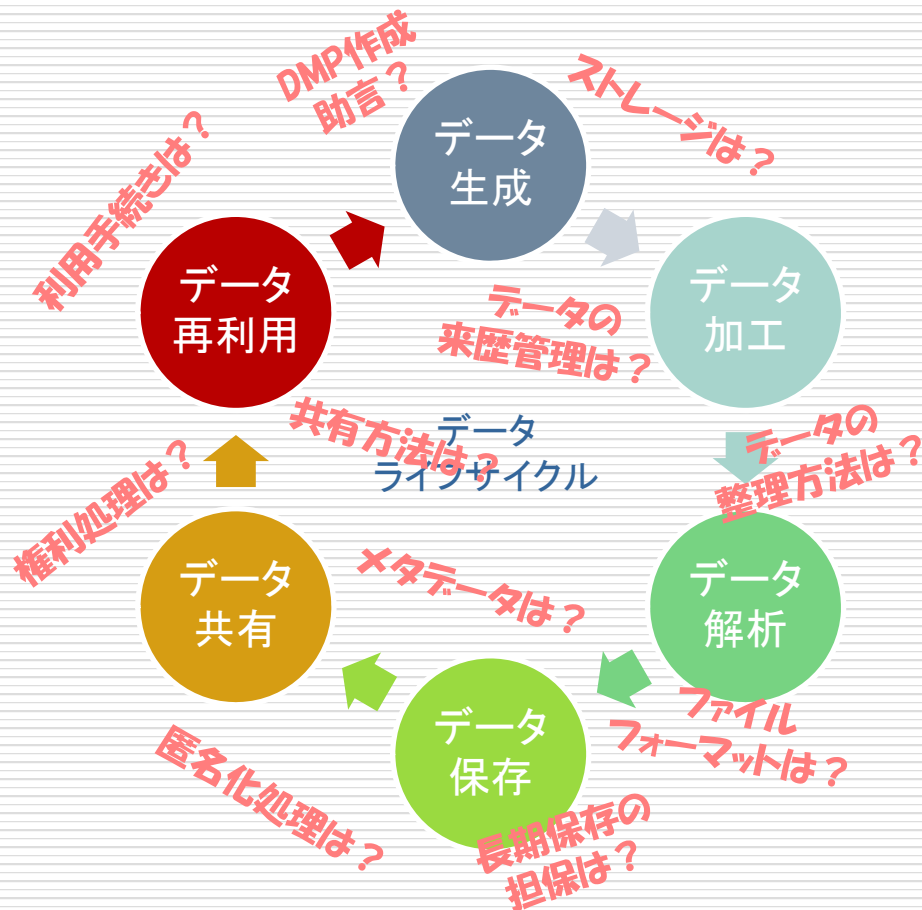 DMP作成
助言？
ストレージは？
データ
生成
利用手続きは？
データ
再利用
データ
加工
データの
来歴管理は？
共有方法は？
データ
ライフサイクル
データの
整理方法は？
権利処理は？
データ
共有
メタデータは？
データ
解析
データ
保存
ファイル
フォーマットは？
匿名化処理は？
長期保存の
担保は？